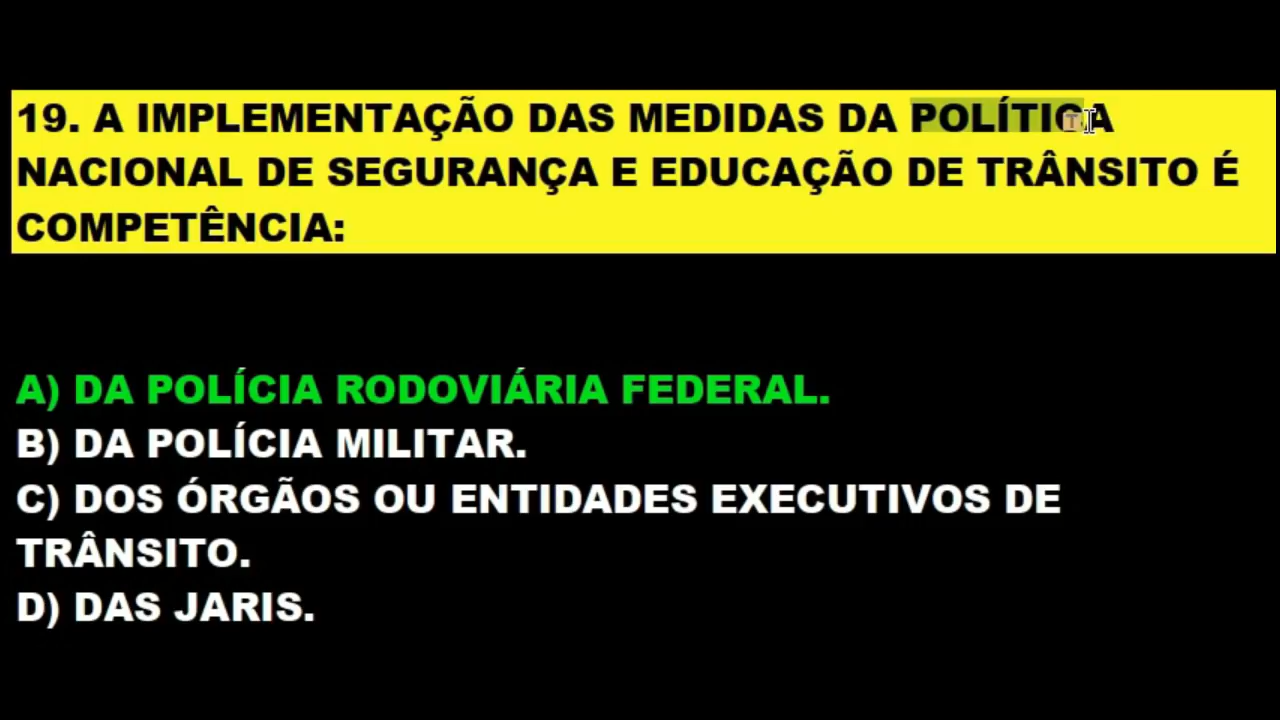 19. A IMPLEMENTAÇÃO DAS MEDIDAS DA POLÍTICA
NACIONAL DE SEGURANÇA E EDUCAÇÃO DE TRÂNSITO É
COMPETÊNCIA:
A) DA POLÍCIA RODOVIÁRIA FEDERAL.
B) DA POLÍCIA MILITAR.
C) DOS ÓRGÃOS OU ENTIDADES EXECUTIVOS DE
TRÂNSITO.
D) DAS JARIS.